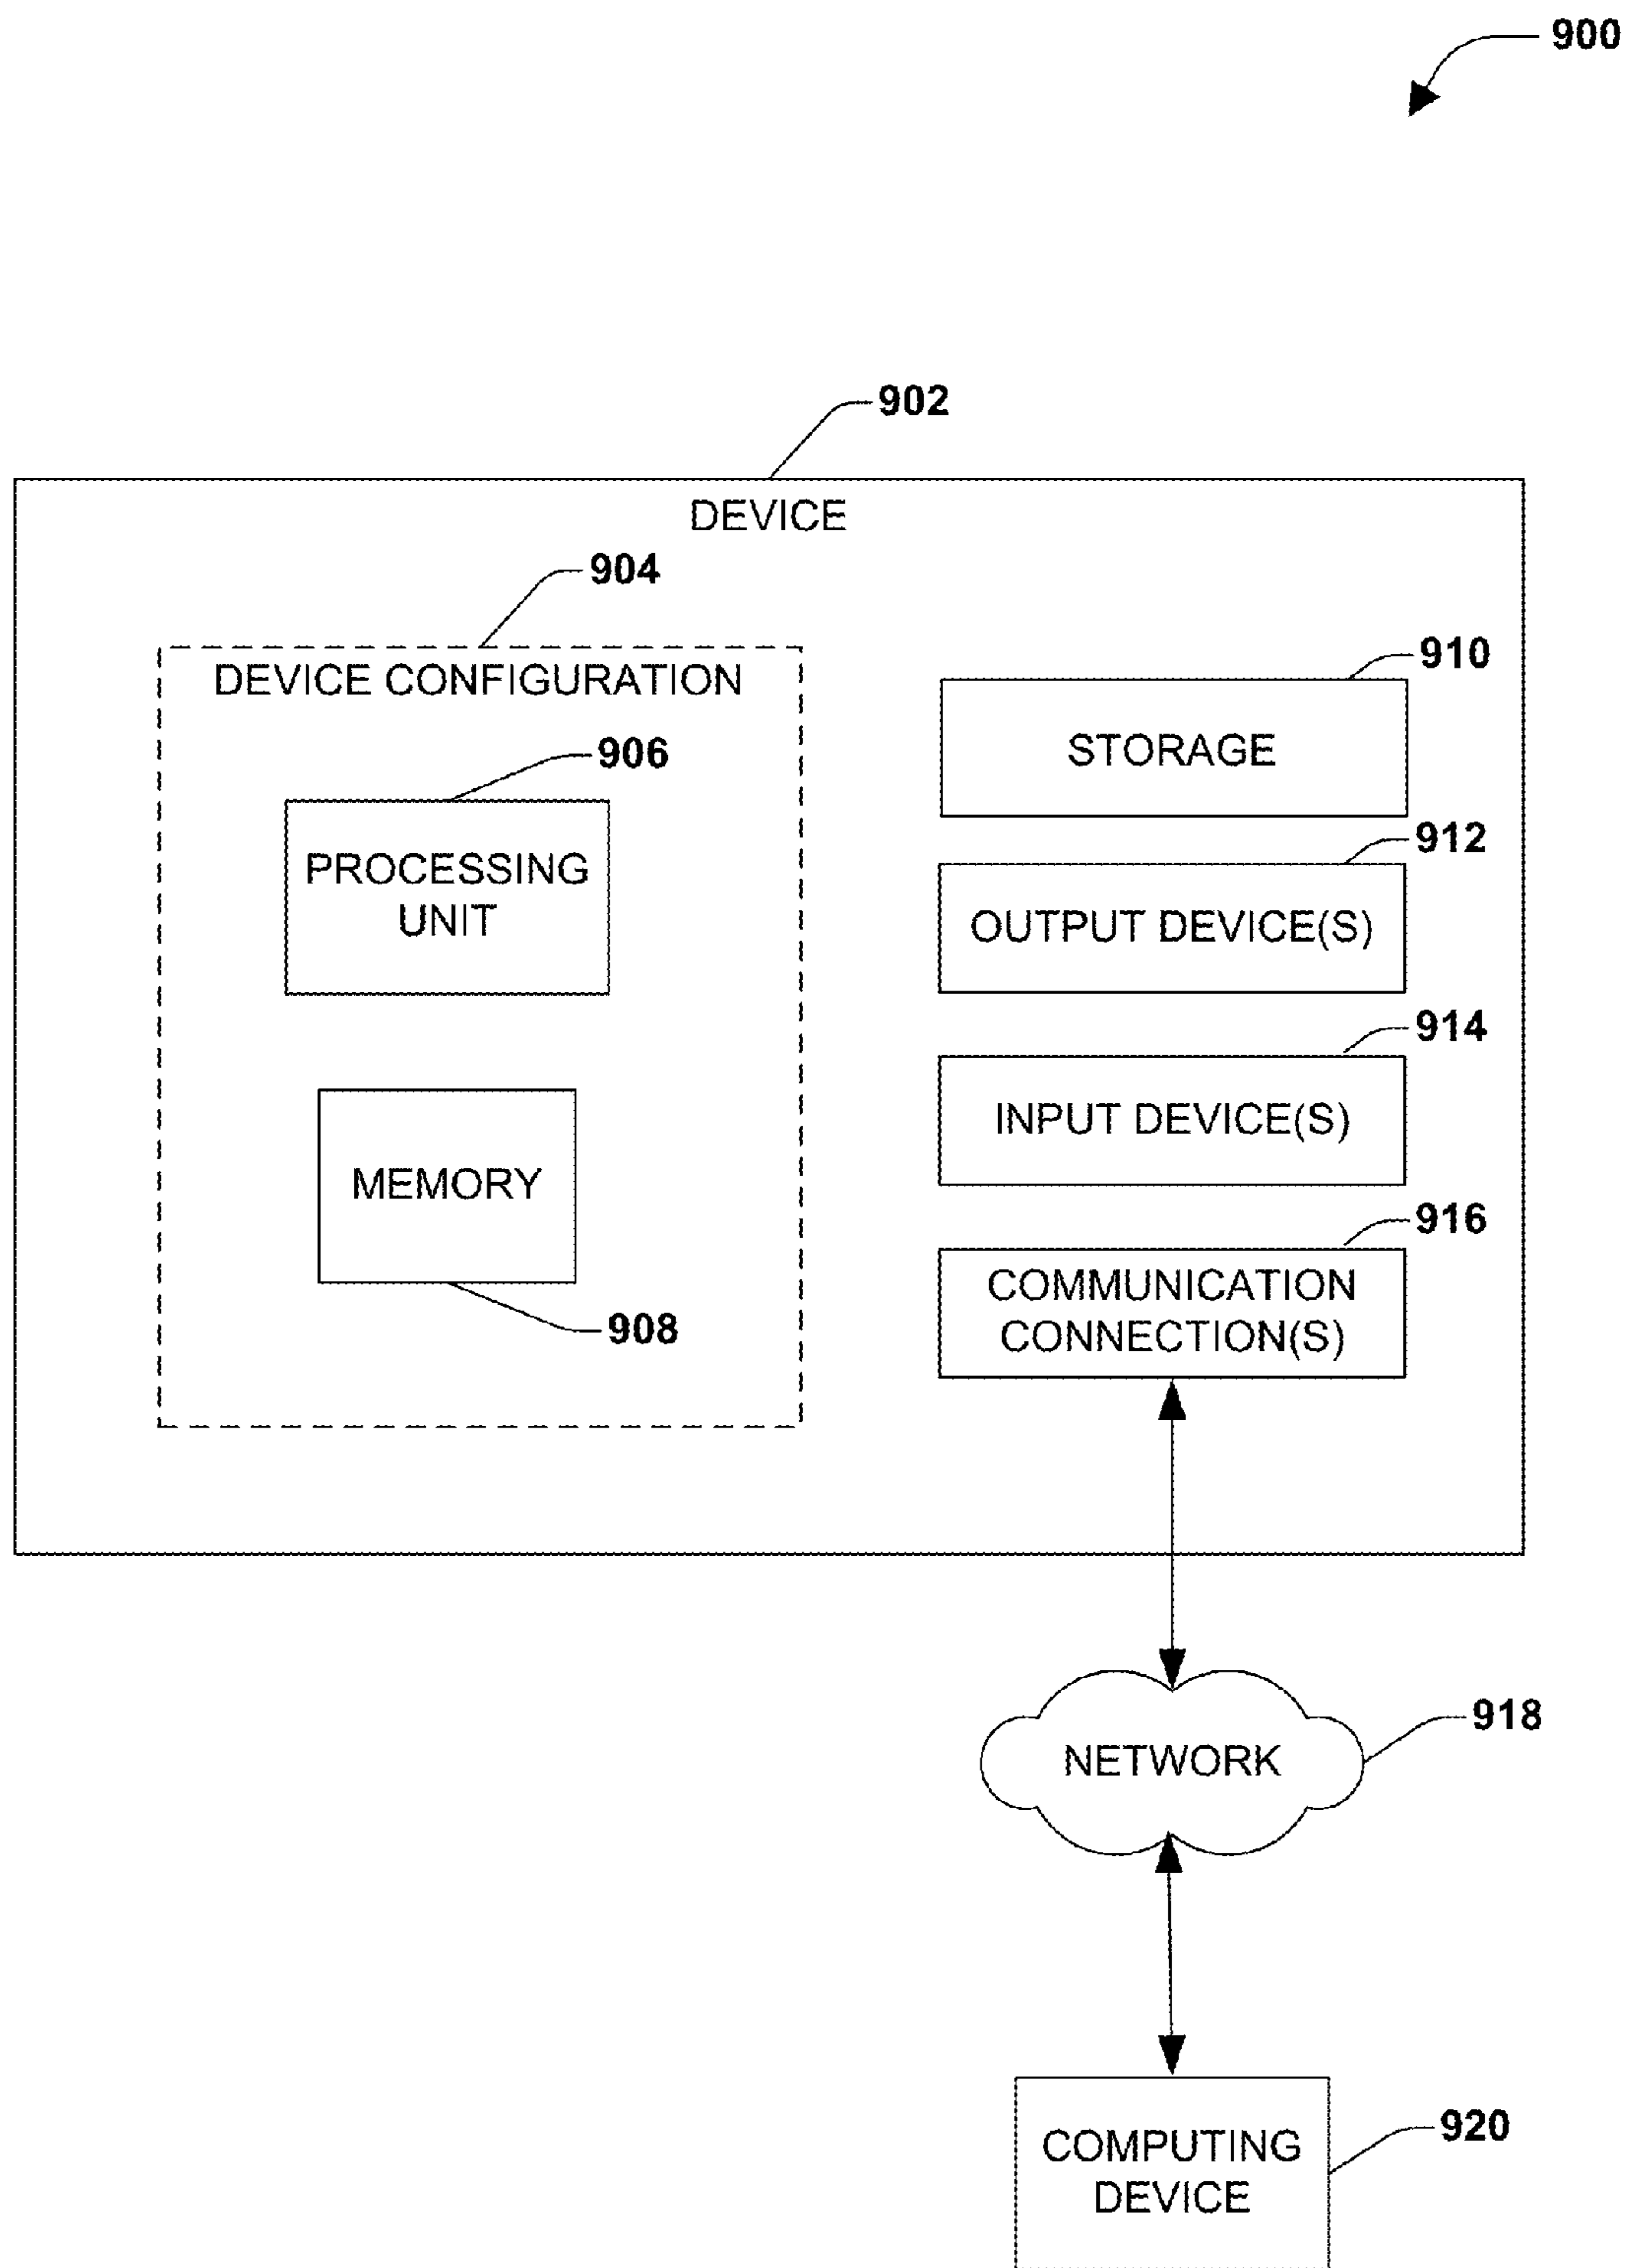 900
902
DEVICE
904
DEVICE CONFIGURATION
910
STORAGE
906
PROCESSING
UNIT
912
OUTPUT DEVICE(S)
914
INPUT DEVICE(S)
MEMORY
908
916
COMMUNICATION
CONNECTION(S)
918
NETWORK
920
COMPUTING
DEVICE